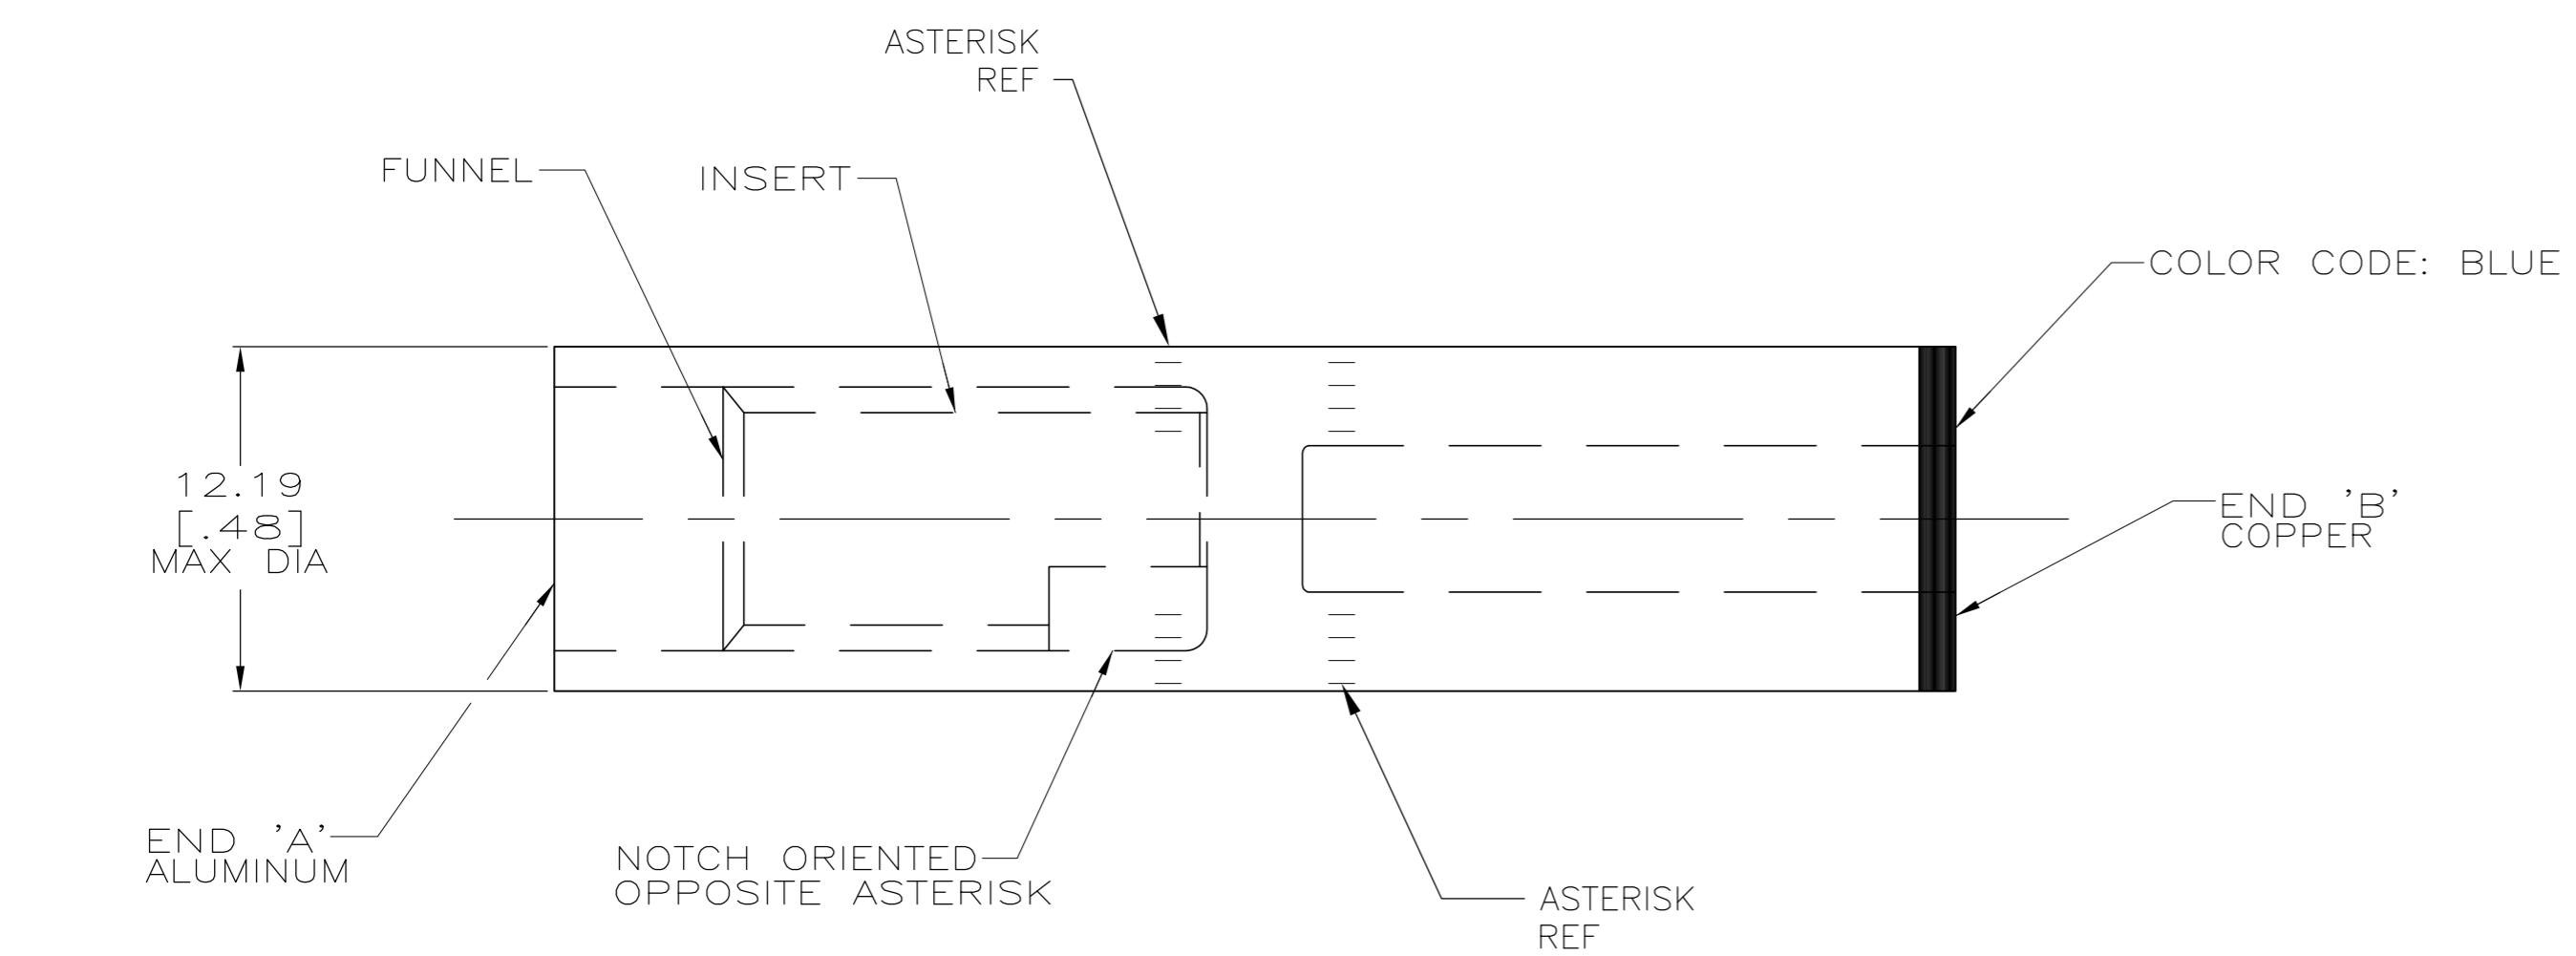 ASTERISK
REF
FUNNEL
INSERT
COLOR CODE: BLUE
12.19
[.48]
MAX DIA
END 'B'
COPPER
END 'A'
ALUMINUM
NOTCH ORIENTED
OPPOSITE ASTERISK
ASTERISK
REF